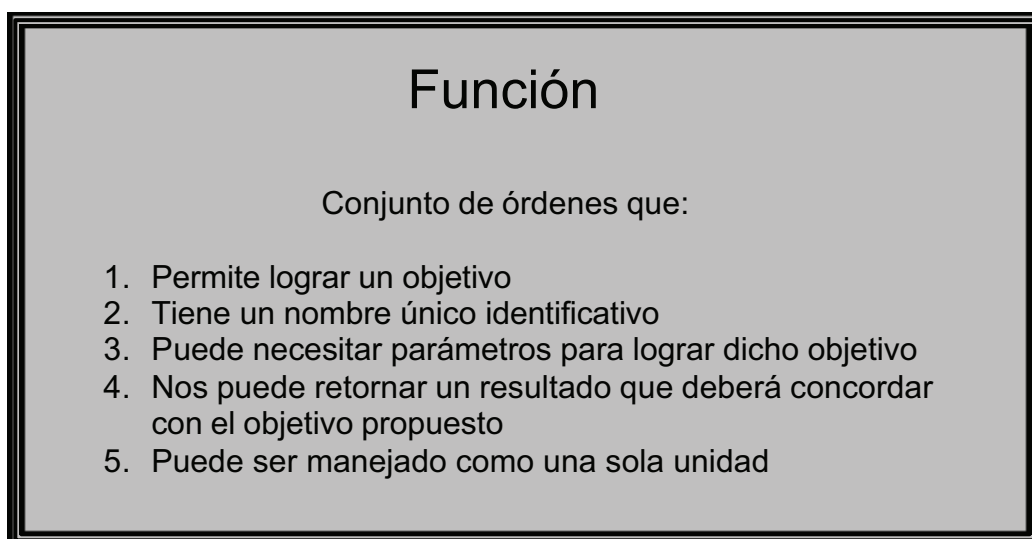 Función
Conjunto de órdenes que:
1. Permite lograr un objetivo
2. Tiene un nombre único identificativo
3. Puede necesitar parámetros para lograr dicho objetivo
4. Nos puede retornar un resultado que deberá concordar
con el objetivo propuesto
5. Puede ser manejado como una sola unidad